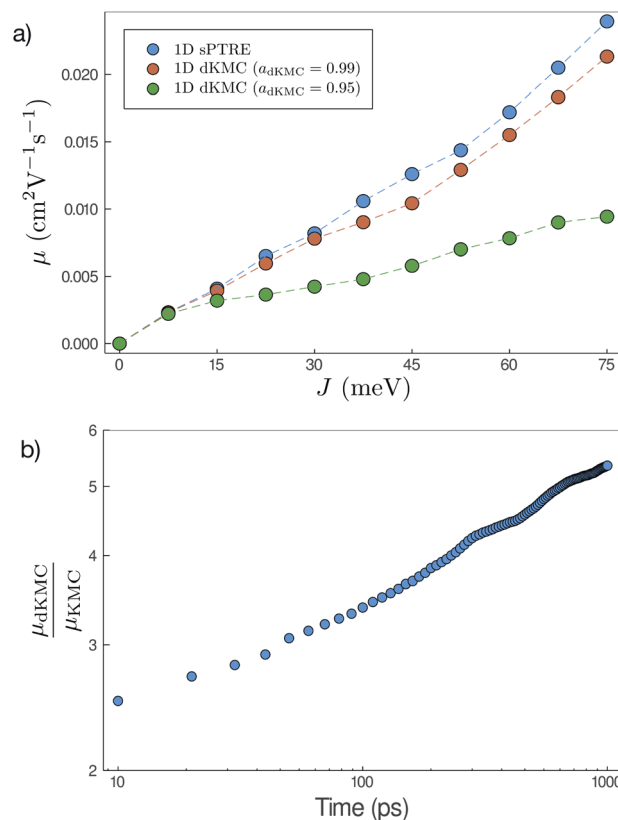 a)
1D sPTRE
1D dKMC (a_dKMC = 0.99)
1D dKMC (a_dKMC = 0.95)
μ (cm²V⁻¹s⁻¹)
0.020
0.015
0.010
0.005
0.000
0 15 30 45 60 75
J (meV)
b)
6
5
4
3
2
μ_dKMC
μ_KMC
10 100 1000
Time (ps)